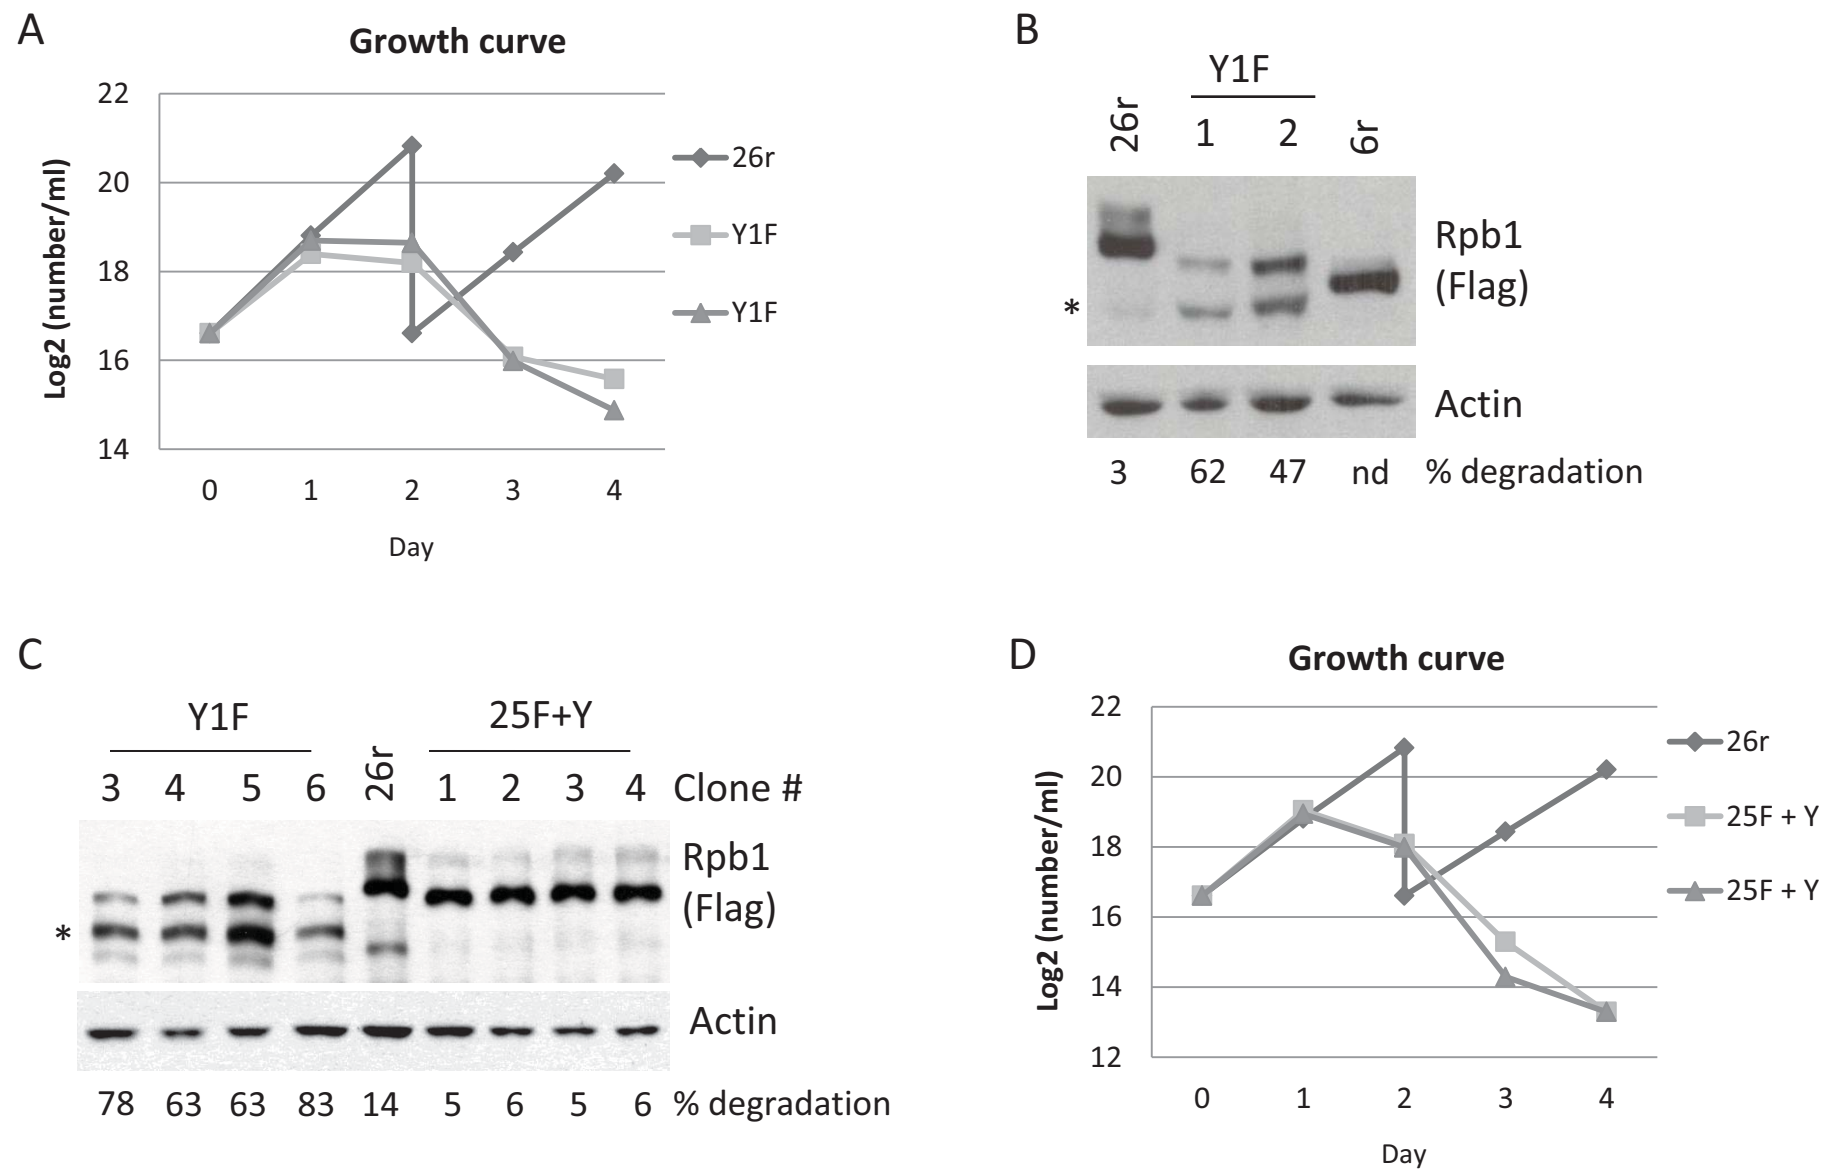 A
Growth curve
22
20
18
16
14
Log2 (number/ml)
0 1 2 3 4
Day
26r
Y1F
Y1F
B
Y1F
26r 1 2 6r
Rpb1
(Flag)
*
Actin
3 62 47 nd % degradation
C
Y1F 25F+Y
3 4 5 6 26r 1 2 3 4 Clone #
Rpb1
(Flag)
*
Actin
78 63 63 83 14 5 6 5 6 % degradation
D
Growth curve
22
20
18
16
14
12
Log2 (number/ml)
0 1 2 3 4
Day
26r
25F + Y
25F + Y